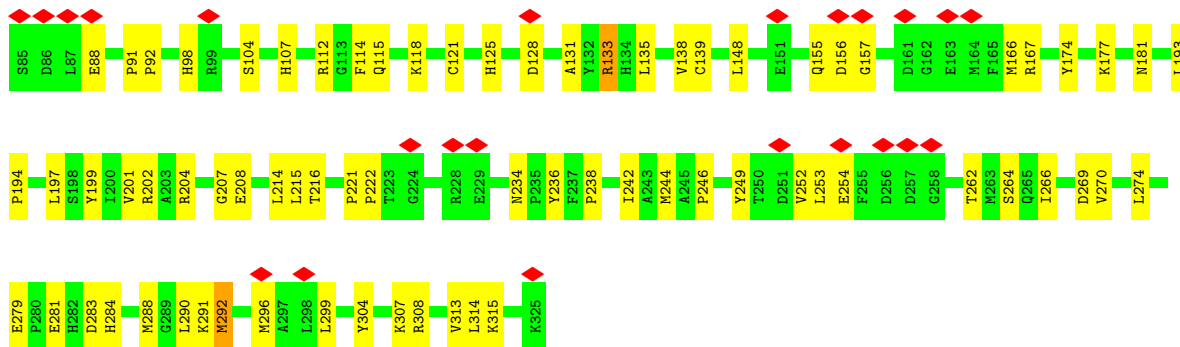 S85 D86 L87 E88 P91 P92 H98 R99 S104 H107 R112 G113 F114 Q115 K118 C121 H125 D128 A131 Y132 R133 H134 L135 V138 C139 L148 E151 Q155 D156 G157 D161 G162 E163 M164 F165 M166 R167 Y174 K177 N181 L193
P194 L197 S198 Y199 I200 V201 R202 A203 R204 G207 E208 L214 L215 T216 P221 P222 T223 G224 R228 E229 N234 P235 Y236 F237 P238 I242 A243 M244 A245 P246 Y249 T250 D251 V252 L253 E254 F255 D256 D257 G258 T262 M263 S264 Q265 I266 D269 V270 L274
E279 P280 E281 H282 D283 H284 M288 G289 L290 K291 M292 M296 A297 L298 L299 Y304 K307 R308 V313 L314 K315 K325